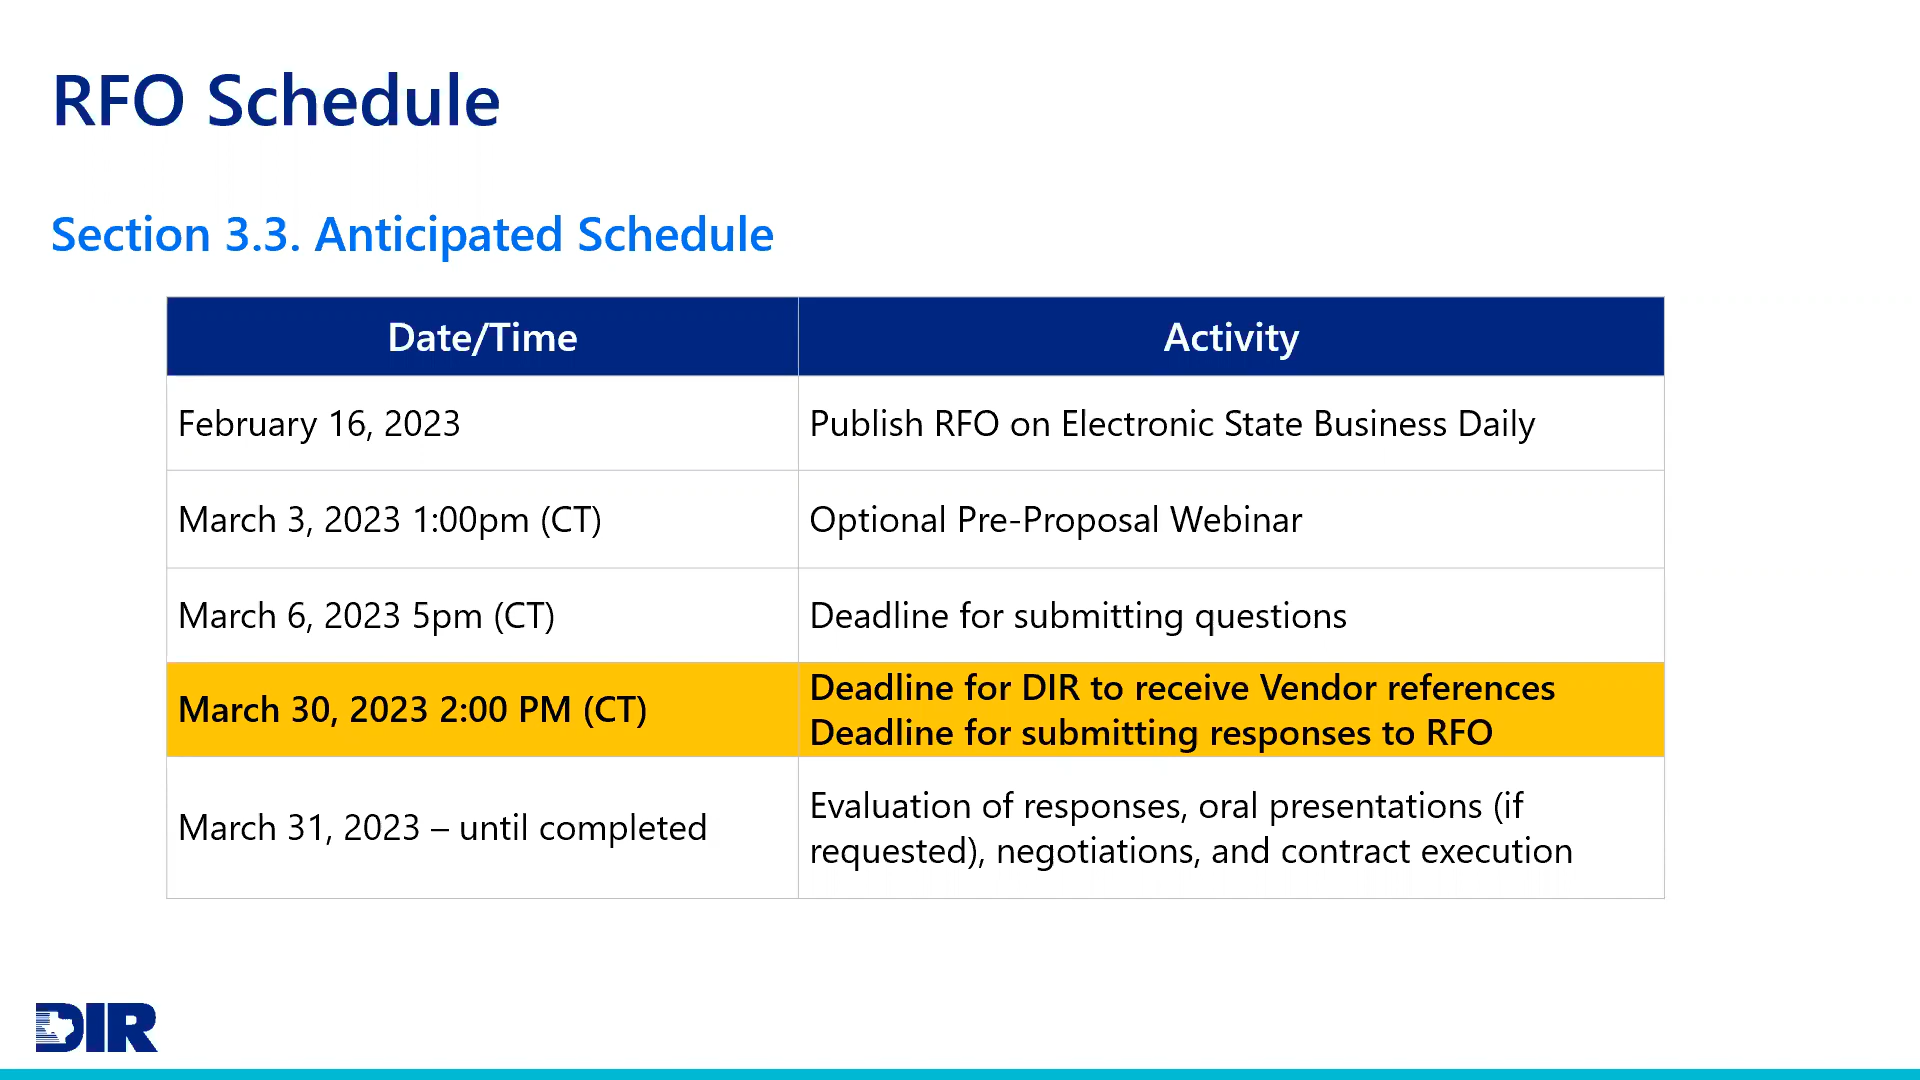 RFO Schedule
Section 3.3. Anticipated Schedule
Date/Time
Activity
February 16, 2023
Publish RFO on Electronic State Business Daily
March 3, 2023 1:00pm (CT)
Optional Pre-Proposal Webinar
March 6, 2023 5pm (CT)
Deadline for submitting questions
March 30, 2023 2:00 PM (CT)
Deadline for DIR to receive Vendor references
Deadline for submitting responses to RFO
March 31, 2023 – until completed
Evaluation of responses, oral presentations (if
requested), negotiations, and contract execution
DIR